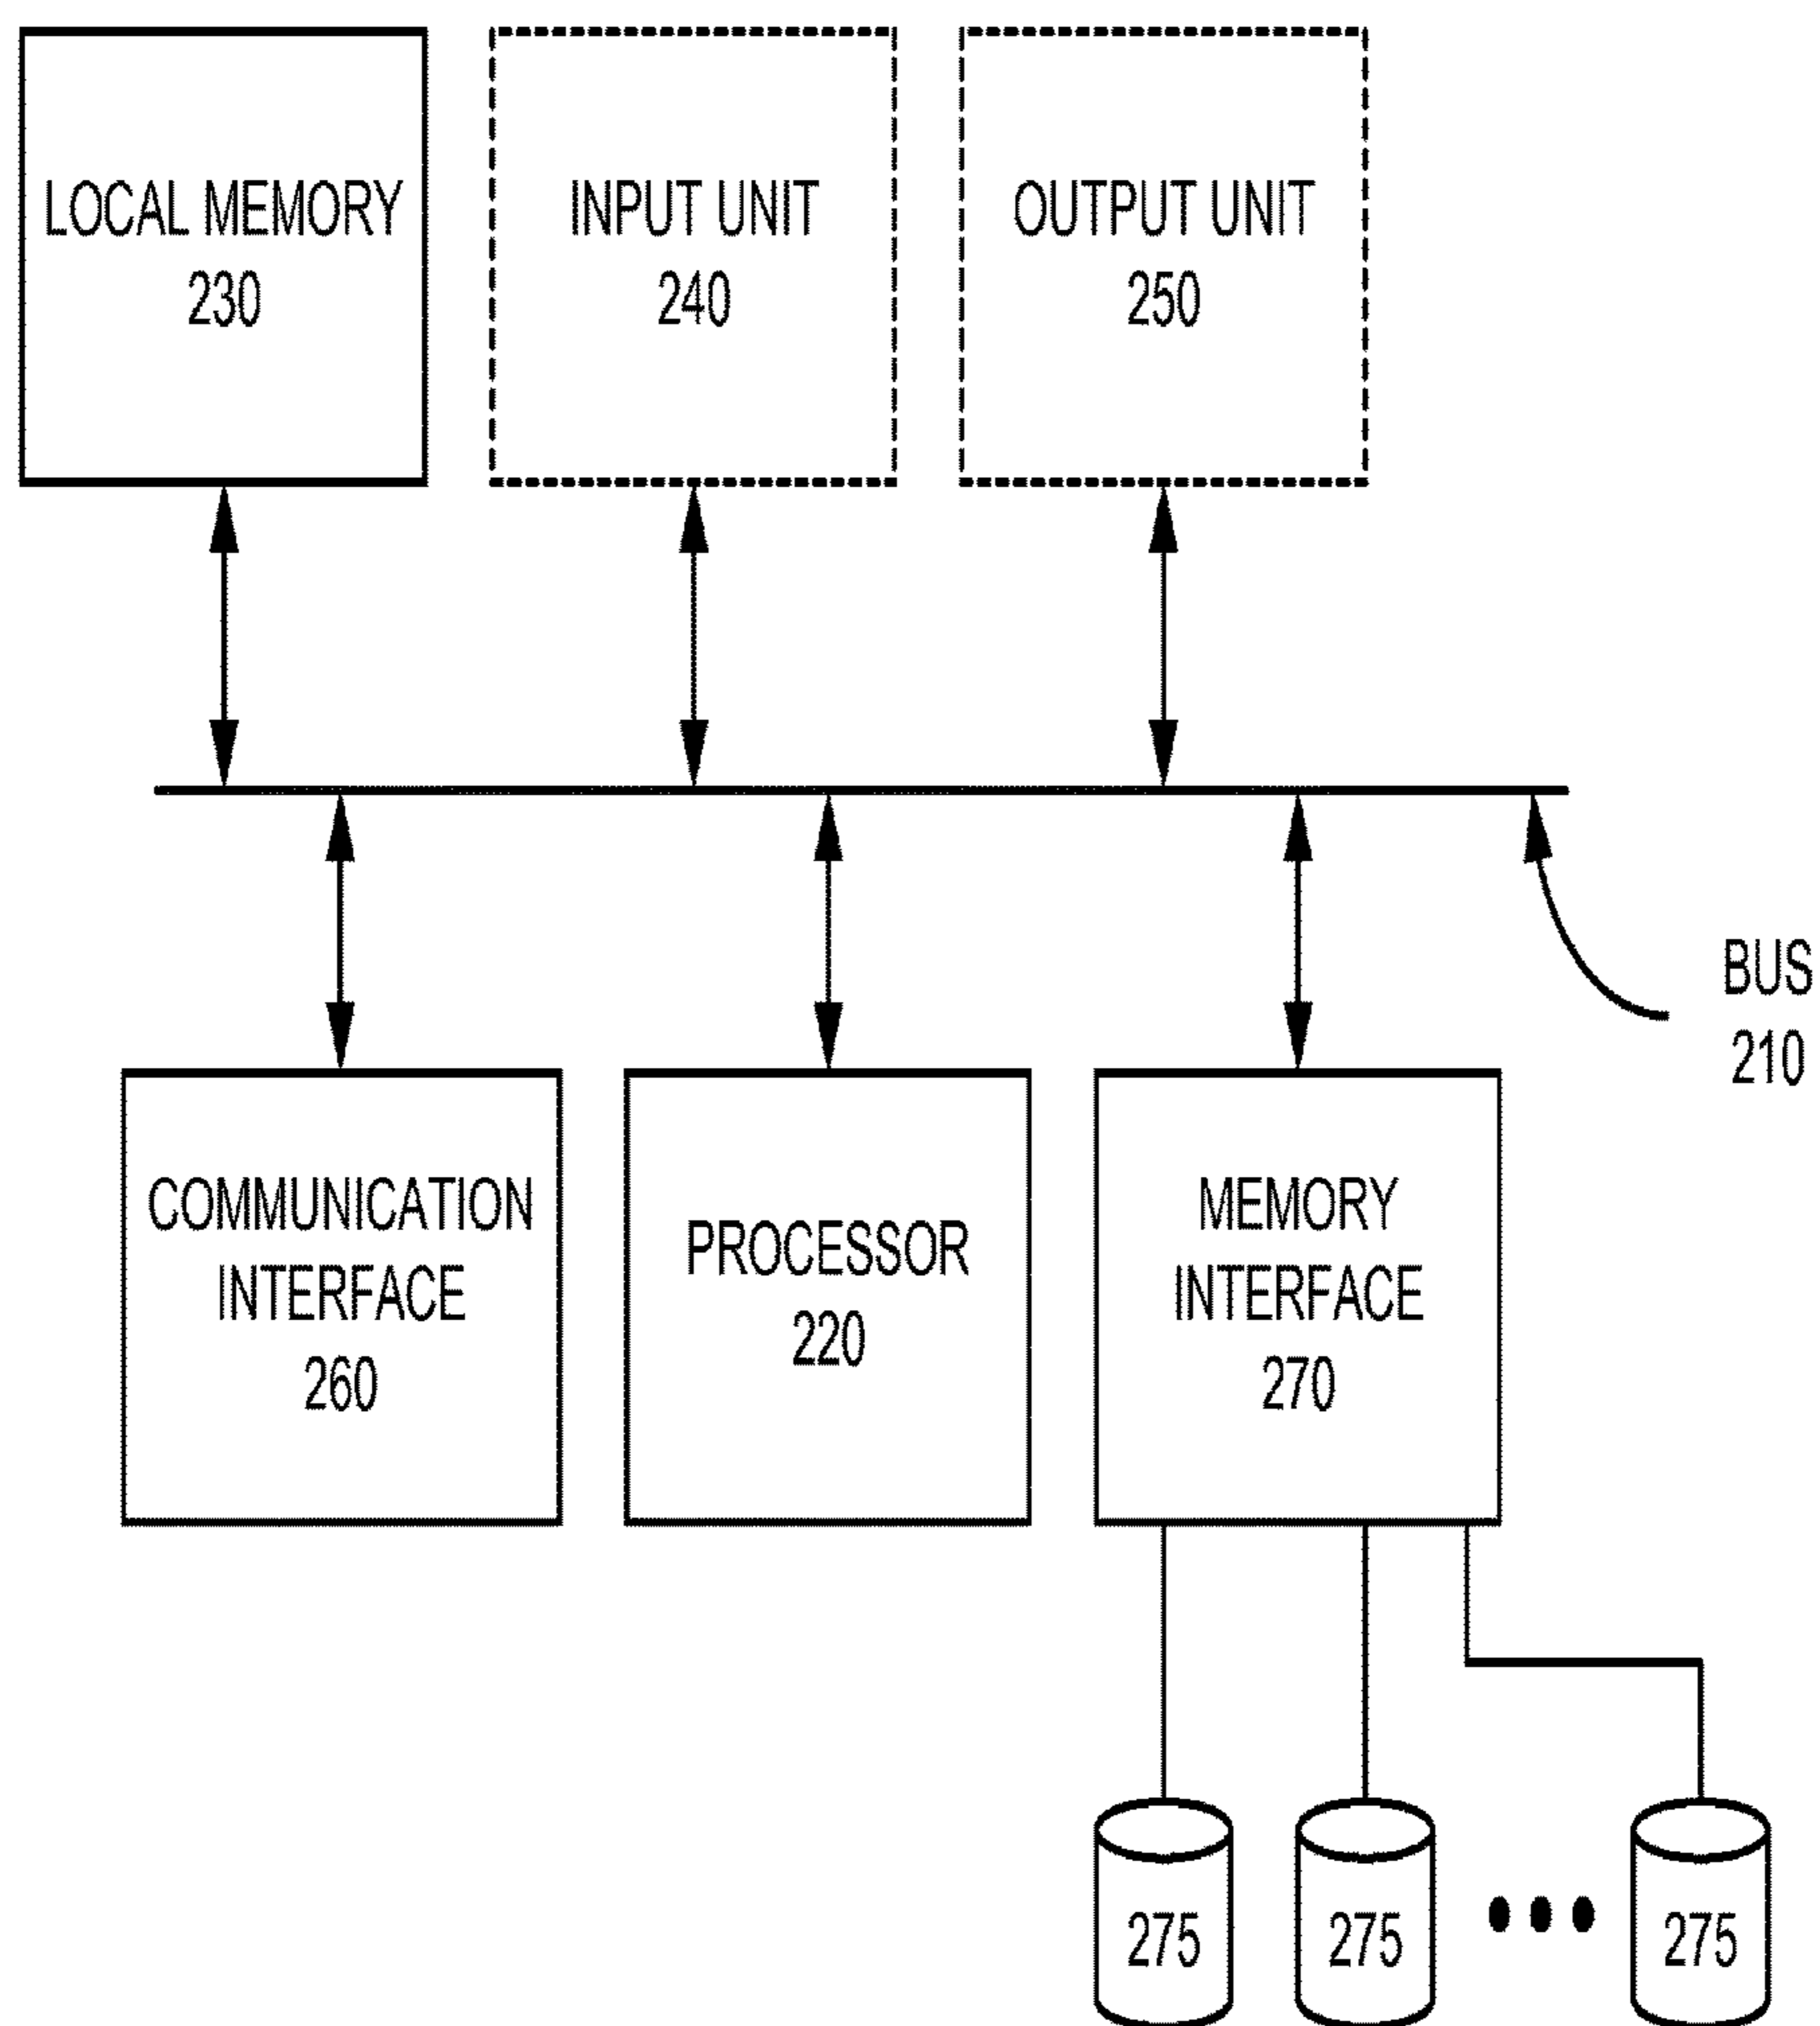 LOCAL MEMORY
230
INPUT UNIT
240
OUTPUT UNIT
250
BUS
210
COMMUNICATION
INTERFACE
260
PROCESSOR
220
MEMORY
INTERFACE
270
275
275
275